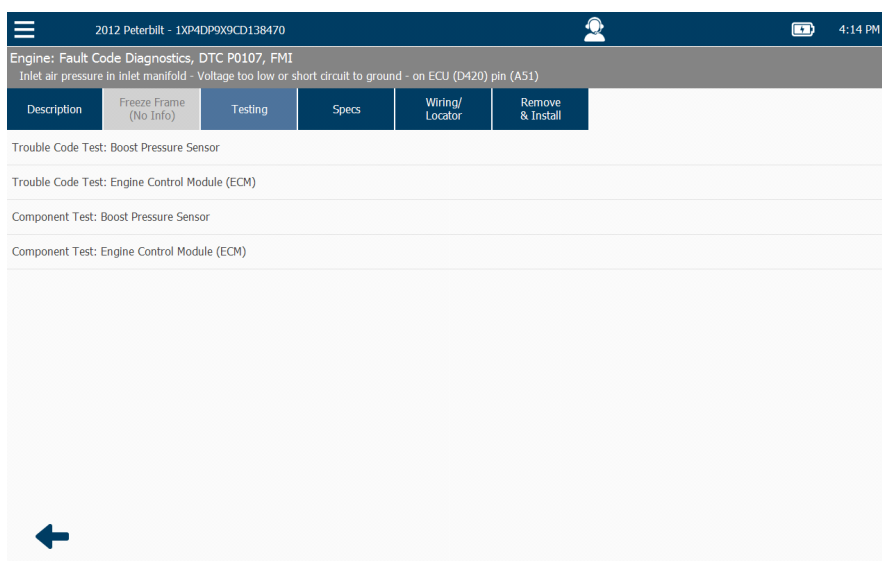 2012 Peterbilt - 1XP4DP9X9CD138470
4:14 PM
Engine: Fault Code Diagnostics, DTC P0107, FMI
Inlet air pressure in inlet manifold - Voltage too low or short circuit to ground - on ECU (D420) pin (A51)
Description
Freeze Frame
(No Info)
Testing
Specs
Wiring/
Locator
Remove
& Install
Trouble Code Test: Boost Pressure Sensor
Trouble Code Test: Engine Control Module (ECM)
Component Test: Boost Pressure Sensor
Component Test: Engine Control Module (ECM)